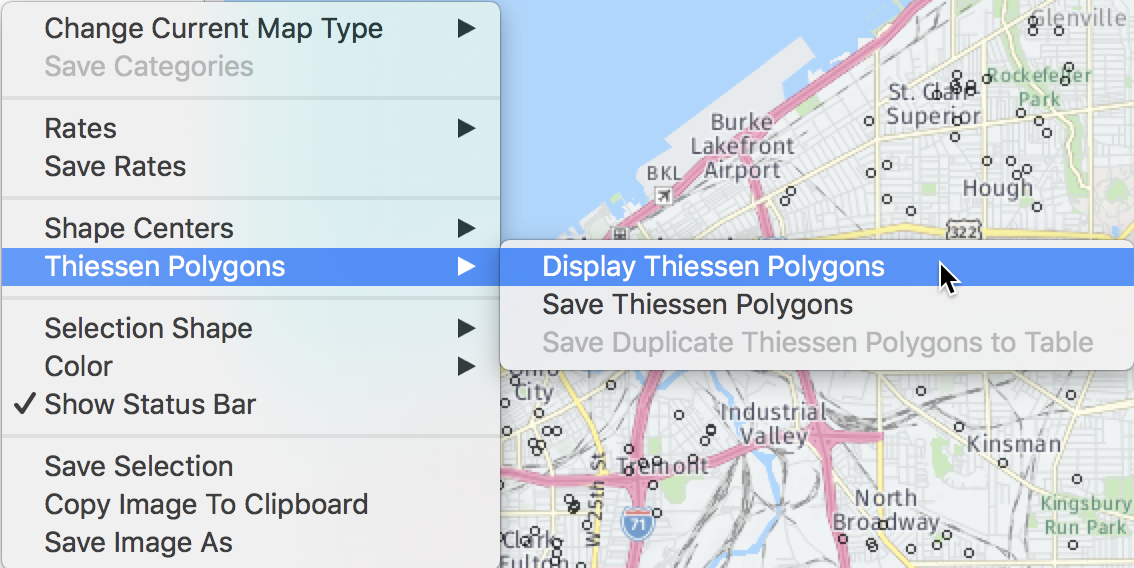 Change Current Map Type
Save Categories
Rates
Save Rates
Shape Centers
Thiessen Polygons
Selection Shape
Color
✓ Show Status Bar
Save Selection
Copy Image To Clipboard
Save Image As
Display Thiessen Polygons
Save Thiessen Polygons
Save Duplicate Thiessen Polygons to Table
Glenville
Rockefeller
Park
St. Clair
Superior
Burke
Lakefront
Airport
BKL
Hough
322
City
Industrial
Valley
Kinsman
Tremont
W 25th St
North
Broadway
Kingsbury
Run Park
71
Clark
Fulton